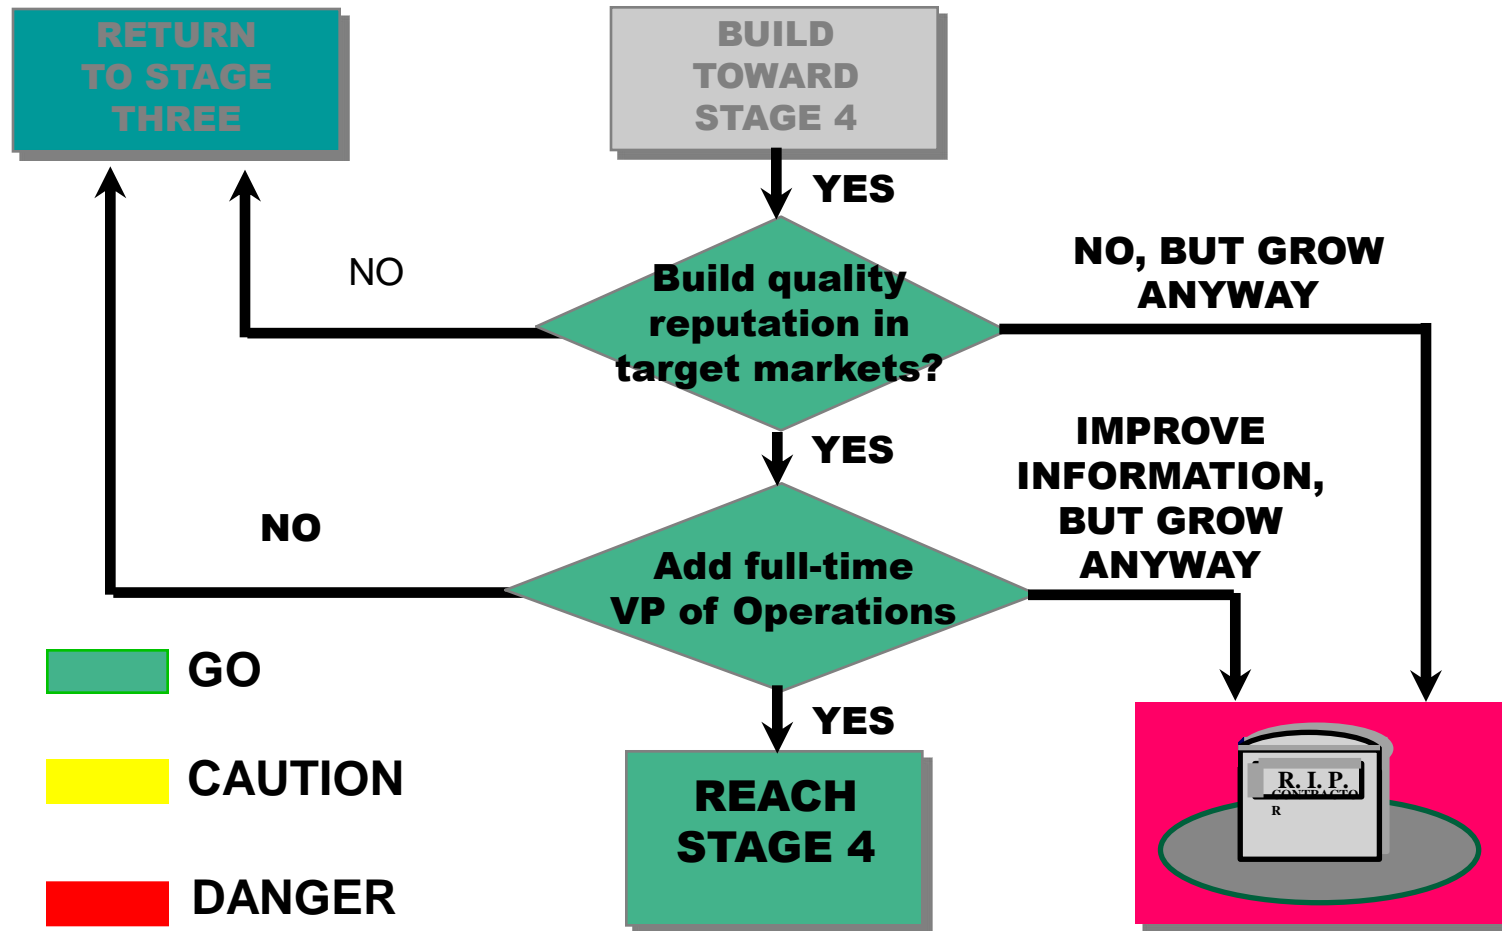 RETURN
TO STAGE
THREE
BUILD
TOWARD
STAGE 4
YES
NO
Build quality
reputation in
target markets?
NO, BUT GROW
ANYWAY
YES
NO
Add full-time
VP of Operations
IMPROVE
INFORMATION,
BUT GROW
ANYWAY
YES
REACH
STAGE 4
GO
CAUTION
DANGER
R. I. P.
CONTRACTO
R